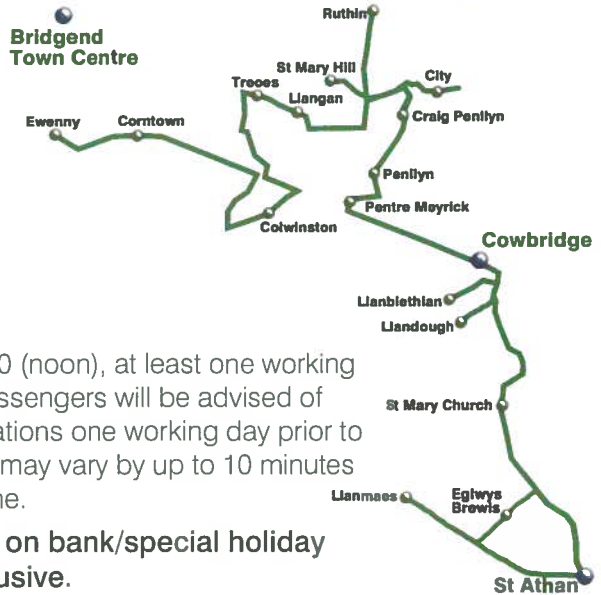 Ruthin
Bridgend
Town Centre
St Mary Hill
City
Treoes
Llangan
Craig Penllyn
Ewenny
Corntown
Penllyn
Pentre Meyrick
Colwinston
Cowbridge
Llanblethian
Llandough
0 (noon), at least one working
ssengers will be advised of
ations one working day prior to
may vary by up to 10 minutes
ne.
St Mary Church
Llanmaes
Eglwys
Brewis
on bank/special holiday
usive.
St Athan